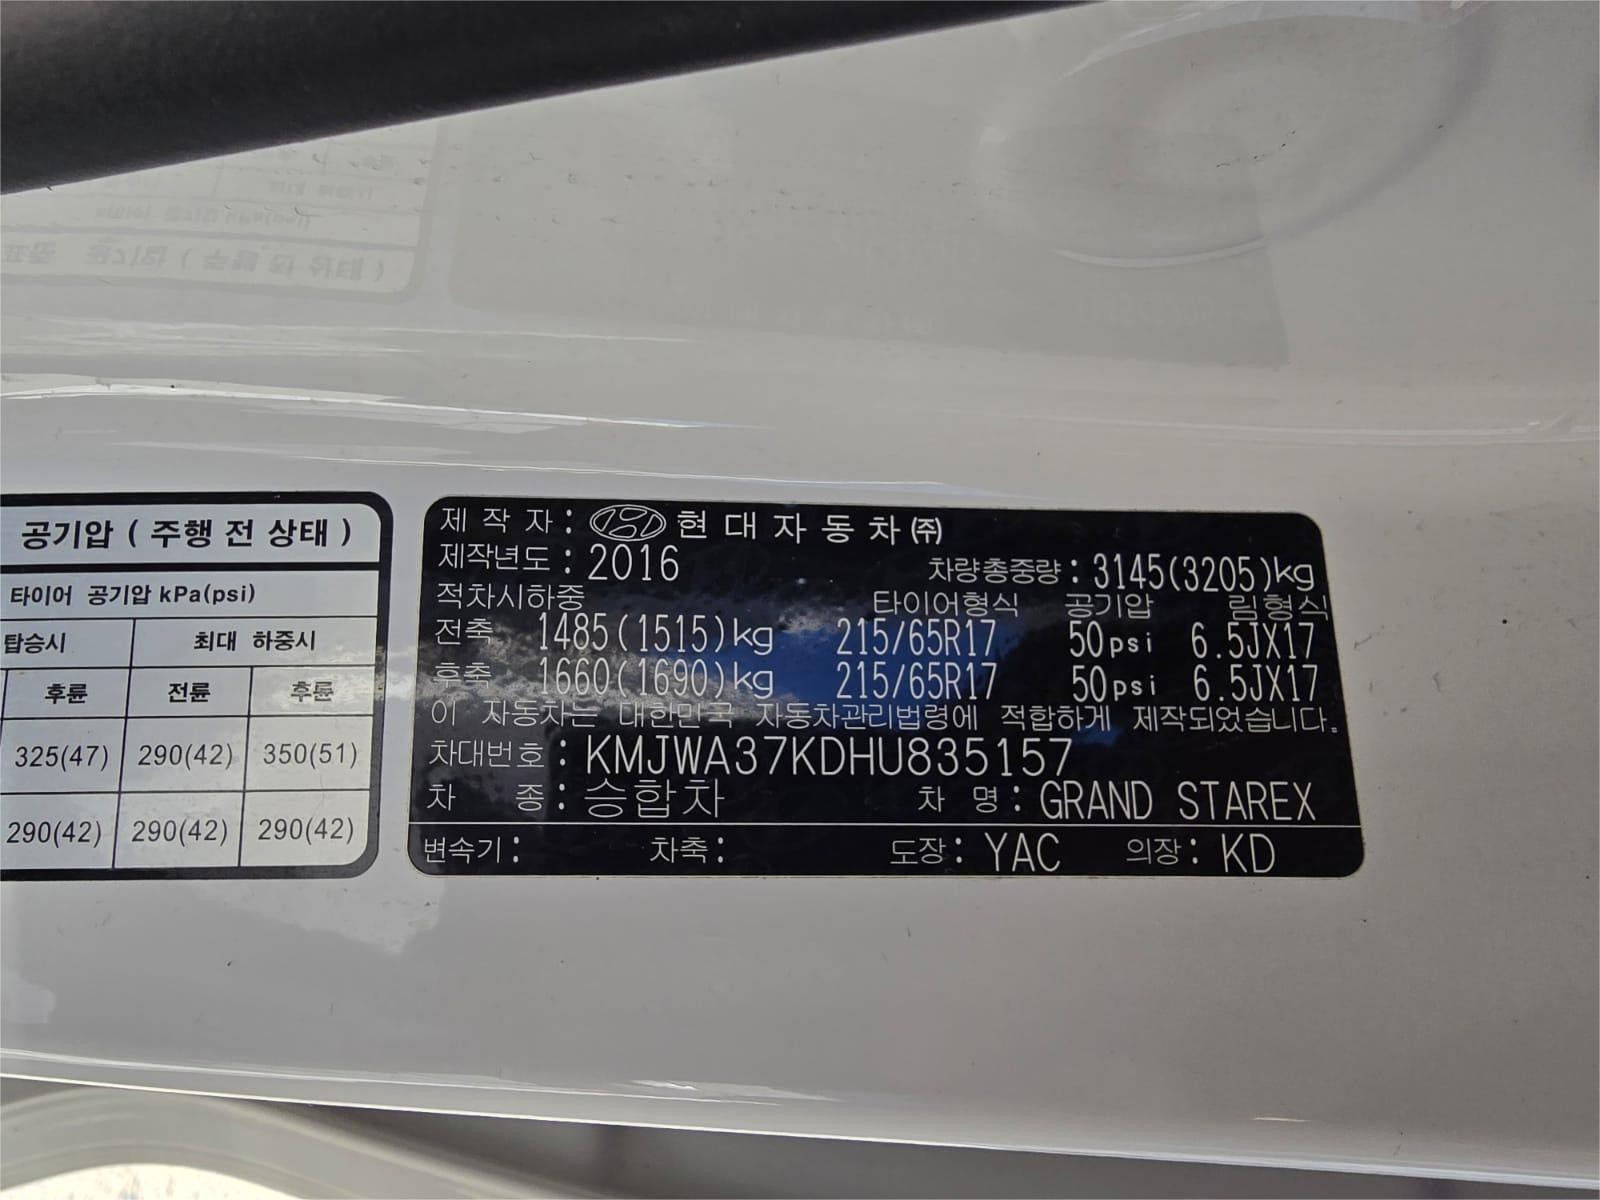 공기압 ( 주행 전 상태 )
타이어 공기압 kPa(psi)
탑승시 최대 하중시
후륜 전륜 후륜
325(47) 290(42) 350(51)
290(42) 290(42) 290(42)
제 작 자 : 현대자동차㈜
제작년도 : 2016 차량총중량 : 3145(3205)kg
적차시하중 타이어형식 공기압 림형식
전축 1485(1515)kg 215/65R17 50psi 6.5JX17
후축 1660(1690)kg 215/65R17 50psi 6.5JX17
이 자동차는 대한민국 자동차관리법령에 적합하게 제작되었습니다.
차대번호 : KMJWA37KDHU835157
차 종 : 승합차 차 명 : GRAND STAREX
변속기 : 차축 : 도장 : YAC 의장 : KD